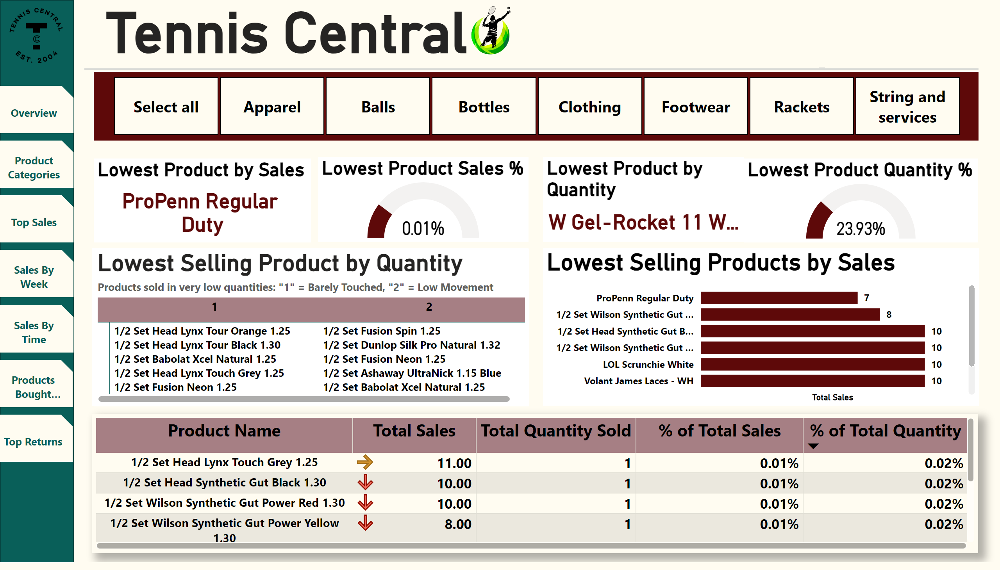 TENNIS CENTRAL
T
C
EST. 2004
Tennis Central
Overview
Product
Categories
Top Sales
Sales By
Week
Sales By
Time
Products
Bought...
Top Returns
Select all
Apparel
Balls
Bottles
Clothing
Footwear
Rackets
String and
services
Lowest Product by Sales
ProPenn Regular
Duty
Lowest Product Sales %
0.01%
Lowest Product by
Quantity
W Gel-Rocket 11 W...
Lowest Product Quantity %
23.93%
Lowest Selling Product by Quantity
Products sold in very low quantities: "1" = Barely Touched, "2" = Low Movement
1 2
1/2 Set Head Lynx Tour Orange 1.25 1/2 Set Fusion Spin 1.25
1/2 Set Head Lynx Tour Black 1.30 1/2 Set Dunlop Silk Pro Natural 1.32
1/2 Set Babolat Xcel Natural 1.25 1/2 Set Fusion Neon 1.25
1/2 Set Head Lynx Touch Grey 1.25 1/2 Set Ashaway UltraNick 1.15 Blue
1/2 Set Fusion Neon 1.25 1/2 Set Babolat Xcel Natural 1.25
Lowest Selling Products by Sales
ProPenn Regular Duty 7
1/2 Set Wilson Synthetic Gut ... 8
1/2 Set Head Synthetic Gut B... 10
1/2 Set Wilson Synthetic Gut ... 10
LOL Scrunchie White 10
Volant James Laces - WH 10
Total Sales
Product Name Total Sales Total Quantity Sold % of Total Sales % of Total Quantity
1/2 Set Head Lynx Touch Grey 1.25 11.00 1 0.01% 0.02%
1/2 Set Head Synthetic Gut Black 1.30 10.00 1 0.01% 0.02%
1/2 Set Wilson Synthetic Gut Power Red 1.30 10.00 1 0.01% 0.02%
1/2 Set Wilson Synthetic Gut Power Yellow 8.00 1 0.01% 0.02%
1.30